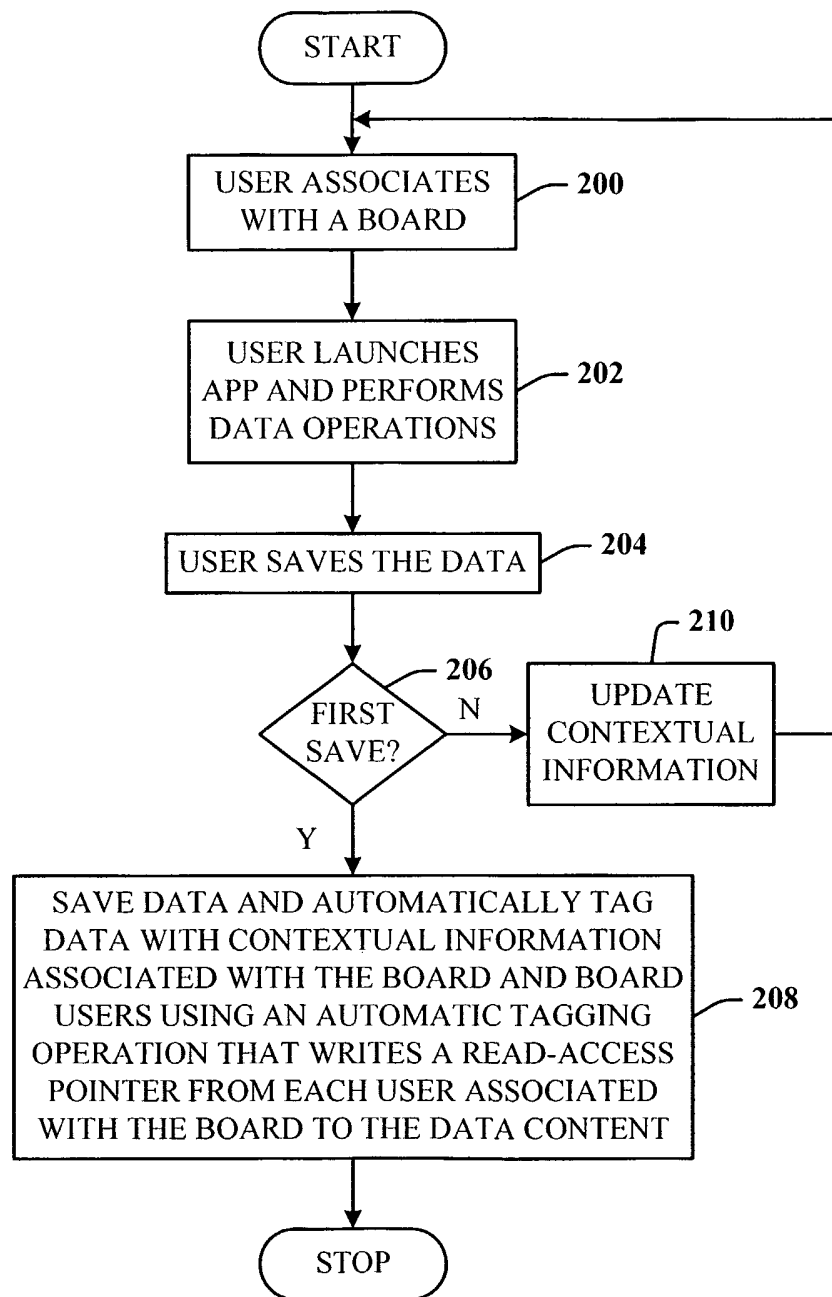 START
USER ASSOCIATES
WITH A BOARD
200
USER LAUNCHES
APP AND PERFORMS
DATA OPERATIONS
202
USER SAVES THE DATA
204
FIRST
SAVE?
206
N
UPDATE
CONTEXTUAL
INFORMATION
210
Y
SAVE DATA AND AUTOMATICALLY TAG
DATA WITH CONTEXTUAL INFORMATION
ASSOCIATED WITH THE BOARD AND BOARD
USERS USING AN AUTOMATIC TAGGING
OPERATION THAT WRITES A READ-ACCESS
POINTER FROM EACH USER ASSOCIATED
WITH THE BOARD TO THE DATA CONTENT
208
STOP